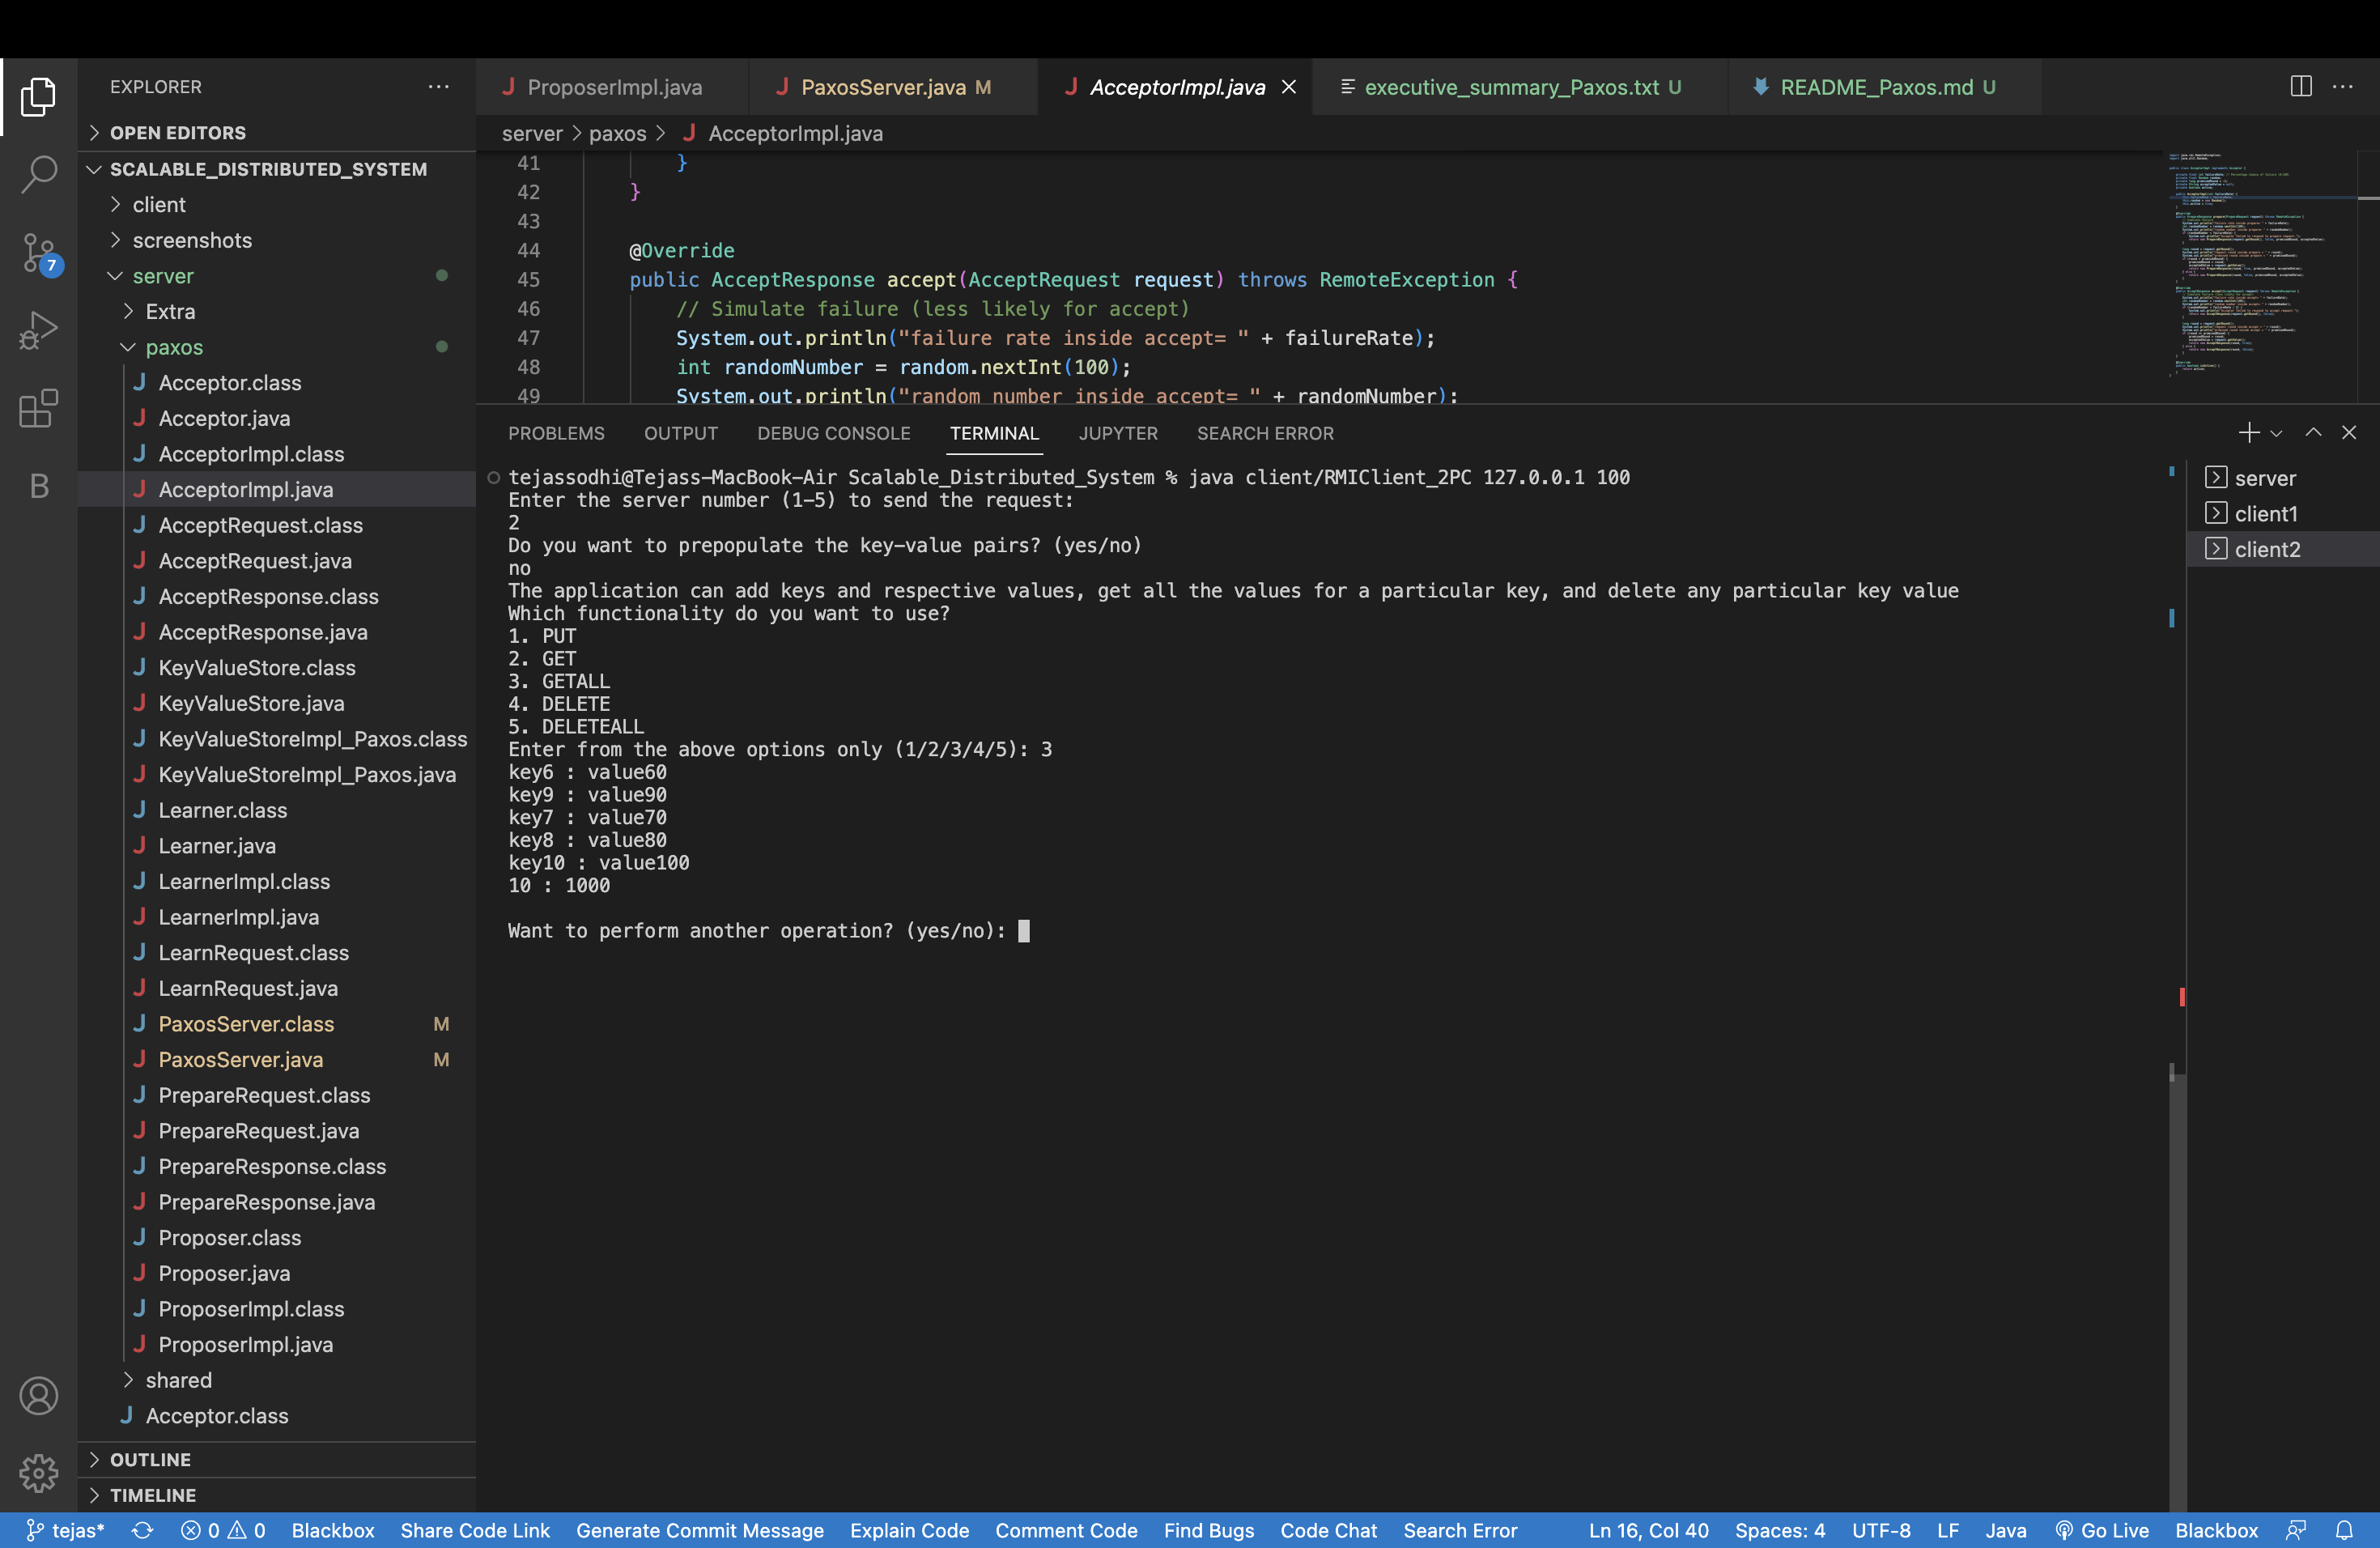 EXPLORER
OPEN EDITORS
SCALABLE_DISTRIBUTED_SYSTEM
client
screenshots
server
Extra
paxos
Acceptor.class
Acceptor.java
AcceptorImpl.class
AcceptorImpl.java
AcceptRequest.class
AcceptRequest.java
AcceptResponse.class
AcceptResponse.java
KeyValueStore.class
KeyValueStore.java
KeyValueStoreImpl_Paxos.class
KeyValueStoreImpl_Paxos.java
Learner.class
Learner.java
LearnerImpl.class
LearnerImpl.java
LearnRequest.class
LearnRequest.java
PaxosServer.class M
PaxosServer.java M
PrepareRequest.class
PrepareRequest.java
PrepareResponse.class
PrepareResponse.java
Proposer.class
Proposer.java
ProposerImpl.class
ProposerImpl.java
shared
Acceptor.class
OUTLINE
TIMELINE
7
B
ProposerImpl.java PaxosServer.java M AcceptorImpl.java executive_summary_Paxos.txt U README_Paxos.md U
server > paxos > AcceptorImpl.java
41 }
42 }
43
44 @Override
45 public AcceptResponse accept(AcceptRequest request) throws RemoteException {
46 // Simulate failure (less likely for accept)
47 System.out.println("failure rate inside accept= " + failureRate);
48 int randomNumber = random.nextInt(100);
49 System.out.println("random number inside accept= " + randomNumber);
PROBLEMS OUTPUT DEBUG CONSOLE TERMINAL JUPYTER SEARCH ERROR
tejassodhi@Tejass-MacBook-Air Scalable_Distributed_System % java client/RMIClient_2PC 127.0.0.1 100
Enter the server number (1-5) to send the request:
2
Do you want to prepopulate the key-value pairs? (yes/no)
no
The application can add keys and respective values, get all the values for a particular key, and delete any particular key value
Which functionality do you want to use?
1. PUT
2. GET
3. GETALL
4. DELETE
5. DELETEALL
Enter from the above options only (1/2/3/4/5): 3
key6 : value60
key9 : value90
key7 : value70
key8 : value80
key10 : value100
10 : 1000
Want to perform another operation? (yes/no):
server
client1
client2
tejas* 0 0 Blackbox Share Code Link Generate Commit Message Explain Code Comment Code Find Bugs Code Chat Search Error Ln 16, Col 40 Spaces: 4 UTF-8 LF Java Go Live Blackbox